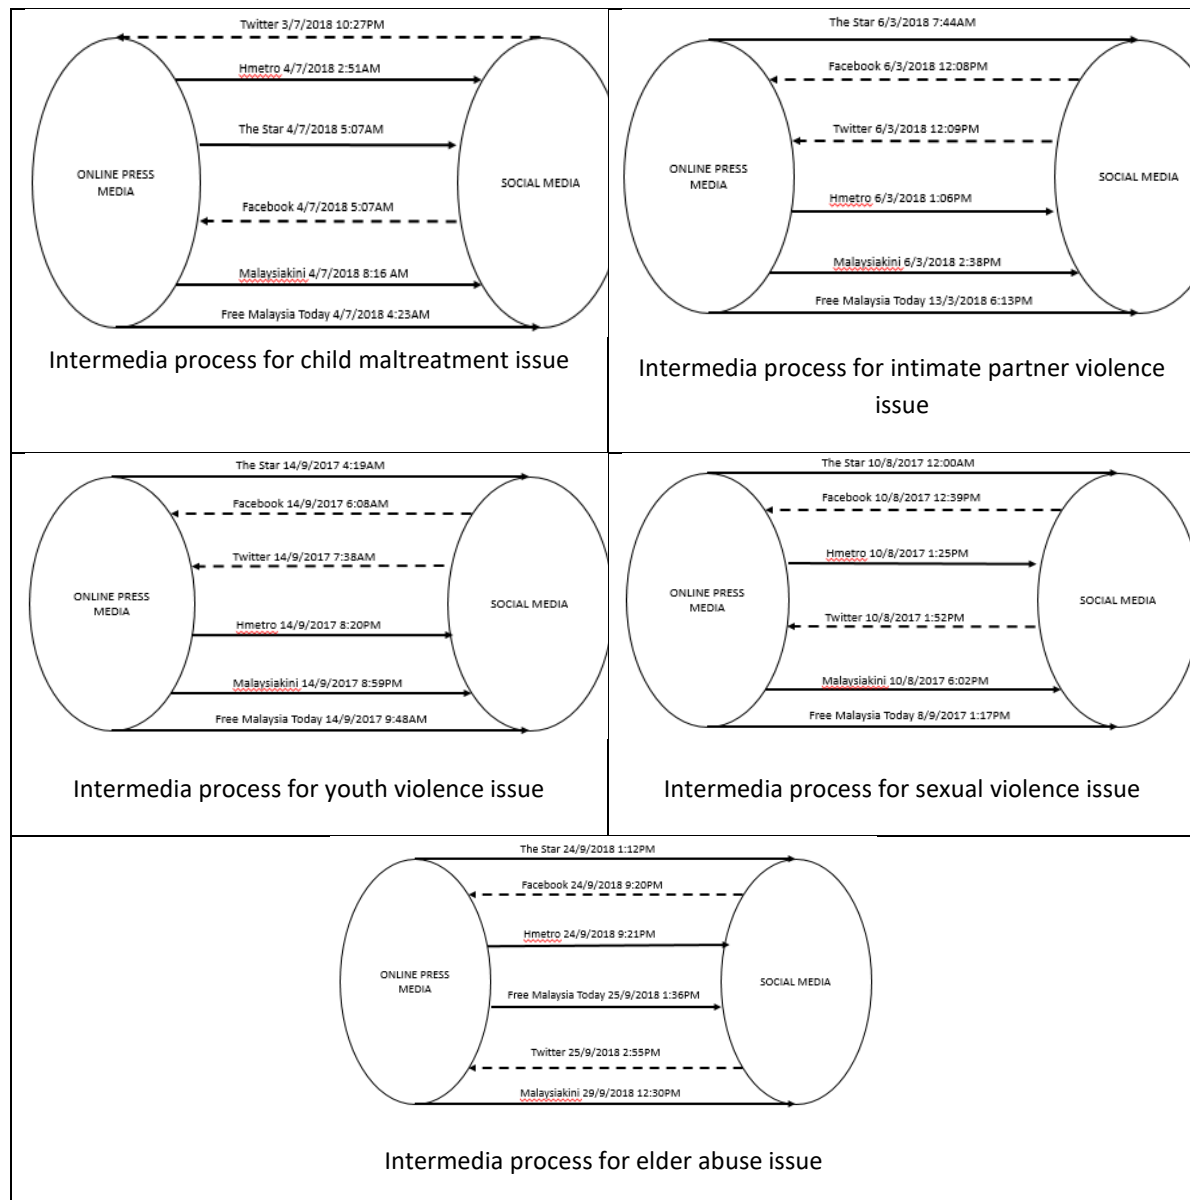 Twitter 3/7/2018 10:27PM
Hmetro 4/7/2018 2:51AM
The Star 4/7/2018 5:07AM
ONLINE PRESS
MEDIA
SOCIAL MEDIA
Facebook 4/7/2018 5:07AM
Malaysiakini 4/7/2018 8:16 AM
Free Malaysia Today 4/7/2018 4:23AM
Intermedia process for child maltreatment issue
The Star 6/3/2018 7:44AM
Facebook 6/3/2018 12:08PM
Twitter 6/3/2018 12:09PM
ONLINE PRESS
MEDIA
SOCIAL MEDIA
Hmetro 6/3/2018 1:06PM
Malaysiakini 6/3/2018 2:38PM
Free Malaysia Today 13/3/2018 6:13PM
Intermedia process for intimate partner violence
issue
The Star 14/9/2017 4:19AM
Facebook 14/9/2017 6:08AM
Twitter 14/9/2017 7:38AM
ONLINE PRESS
MEDIA
SOCIAL MEDIA
Hmetro 14/9/2017 8:20PM
Malaysiakini 14/9/2017 8:59PM
Free Malaysia Today 14/9/2017 9:48AM
Intermedia process for youth violence issue
The Star 10/8/2017 12:00AM
Facebook 10/8/2017 12:39PM
Hmetro 10/8/2017 1:25PM
ONLINE PRESS
MEDIA
SOCIAL MEDIA
Twitter 10/8/2017 1:52PM
Malaysiakini 10/8/2017 6:02PM
Free Malaysia Today 8/9/2017 1:17PM
Intermedia process for sexual violence issue
The Star 24/9/2018 1:12PM
Facebook 24/9/2018 9:20PM
Hmetro 24/9/2018 9:21PM
ONLINE PRESS
MEDIA
SOCIAL MEDIA
Free Malaysia Today 25/9/2018 1:36PM
Twitter 25/9/2018 2:55PM
Malaysiakini 29/9/2018 12:30PM
Intermedia process for elder abuse issue